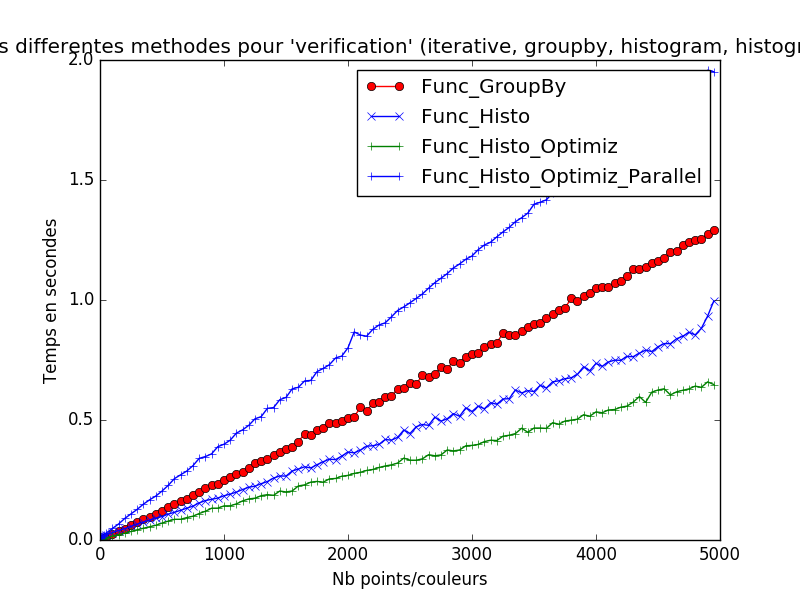 s differentes methodes pour 'verification' (iterative, groupby, histogram, histogr
2.0
1.5
1.0
0.5
0.0
Temps en secondes
Func_GroupBy
Func_Histo
Func_Histo_Optimiz
Func_Histo_Optimiz_Parallel
0 1000 2000 3000 4000 5000
Nb points/couleurs